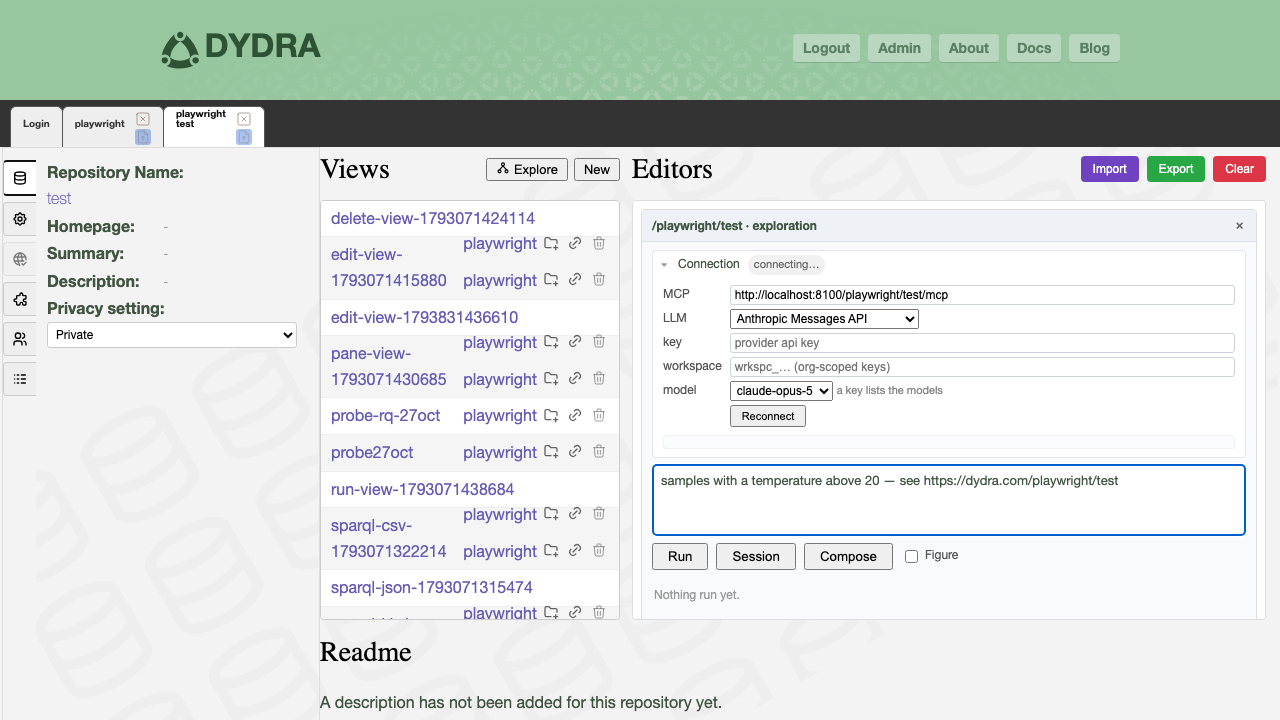 DYDRA
Logout
Admin
About
Docs
Blog
Login
playwright
playwright
test
Repository Name:
test
Homepage: -
Summary: -
Description: -
Privacy setting:
Private
Views
Explore
New
delete-view-1793071424114
playwright
edit-view-
1793071415880
playwright
edit-view-1793831436610
playwright
pane-view-
1793071430685
playwright
probe-rq-27oct
playwright
probe27oct
playwright
run-view-1793071438684
playwright
sparql-csv-
1793071322214
playwright
sparql-json-1793071315474
playwright
Editors
Import
Export
Clear
/playwright/test · exploration
×
Connection connecting…
MCP http://localhost:8100/playwright/test/mcp
LLM Anthropic Messages API
key provider api key
workspace wrkspc_… (org-scoped keys)
model claude-opus-5 a key lists the models
Reconnect
samples with a temperature above 20 — see https://dydra.com/playwright/test
Run
Session
Compose
Figure
Nothing run yet.
Readme
A description has not been added for this repository yet.